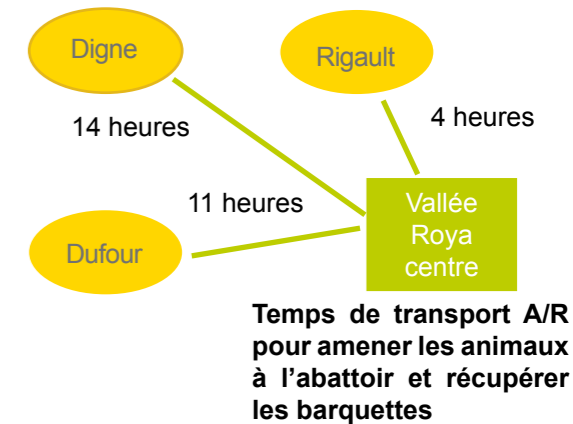 Digne
Rigault
14 heures
4 heures
11 heures
Vallée
Roya
centre
Dufour
Temps de transport A/R
pour amener les animaux
à l’abattoir et récupérer
les barquettes